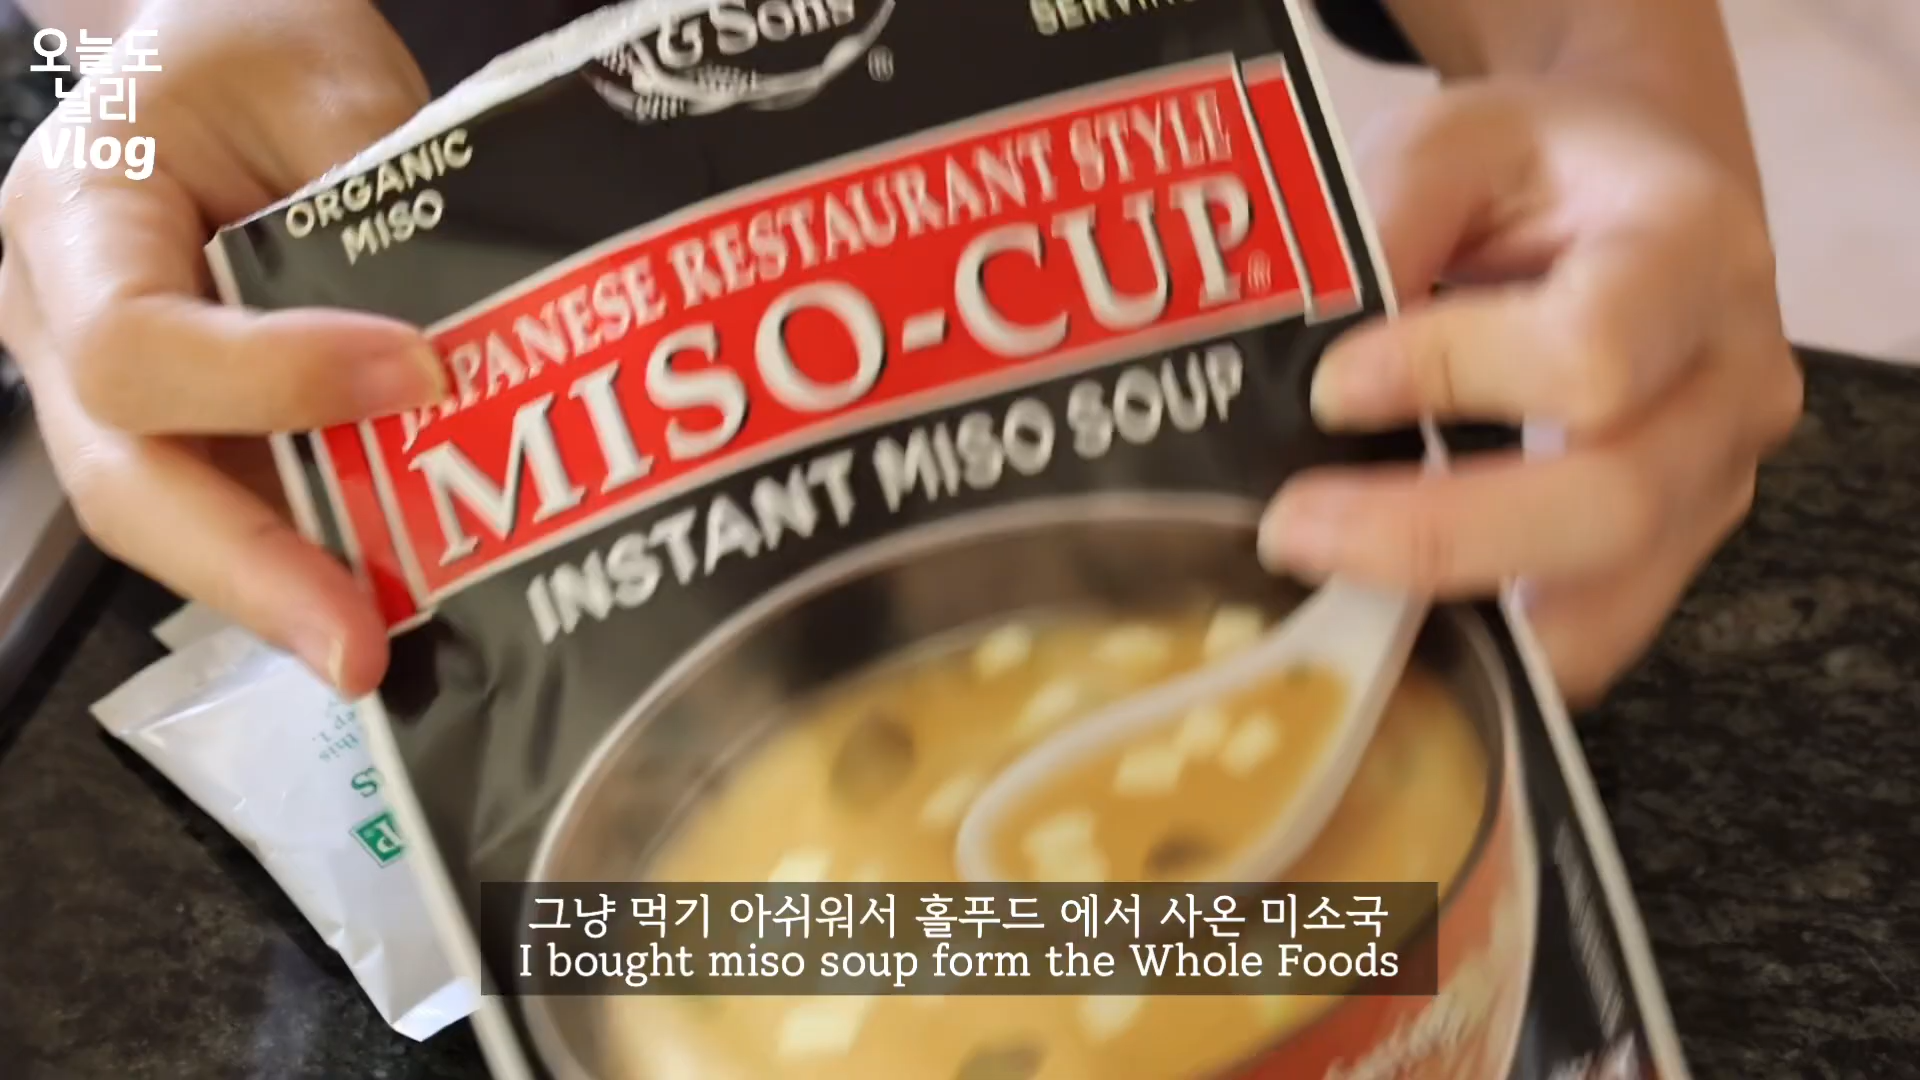 오늘도
날리
Vlog
& Sons
®
ORGANIC
MISO
JAPANESE RESTAURANT STYLE
MISO-CUP®
INSTANT MISO SOUP
그냥 먹기 아쉬워서 홀푸드 에서 사온 미소국
I bought miso soup form the Whole Foods